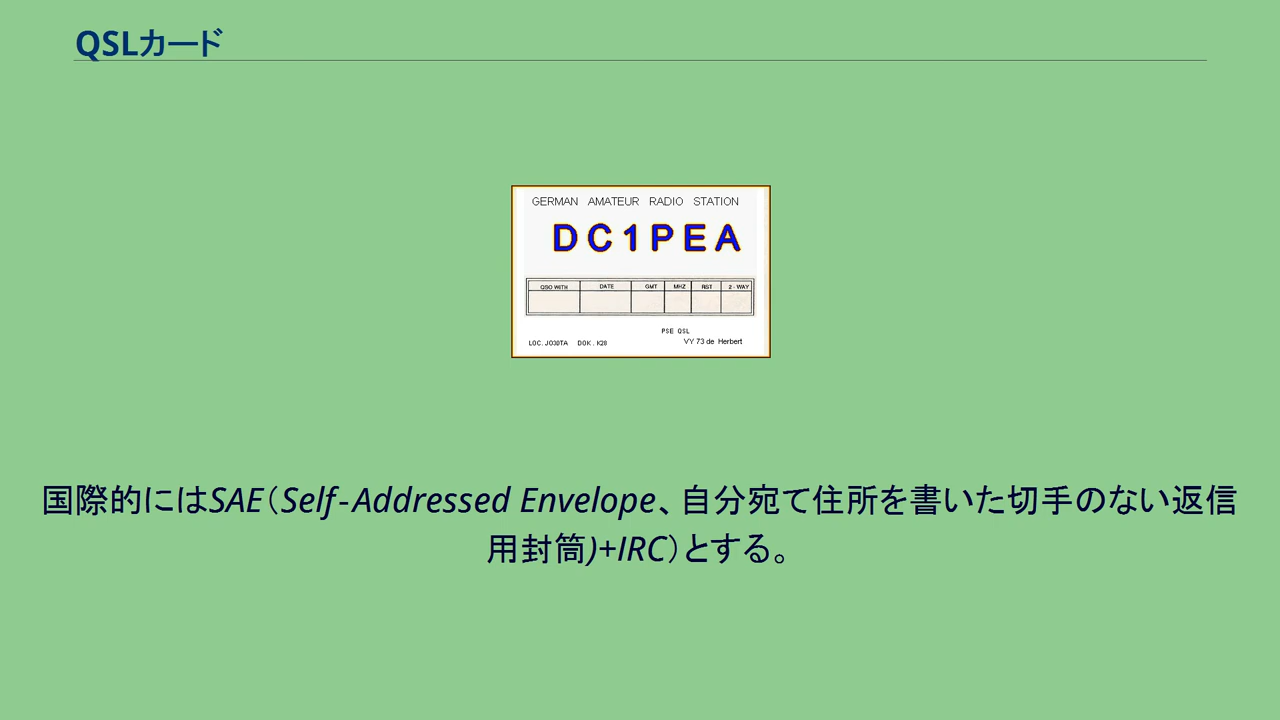 QSLカード
GERMAN AMATEUR RADIO STATION
DC1PEA
QSO WITH DATE GMT MHZ RST 2 - WAY
PSE QSL
LOC. JO30TA DOK . K28 VY 73 de Herbert
国際的にはSAE（Self-Addressed Envelope、自分宛て住所を書いた切手のない返信
用封筒)+IRC）とする。